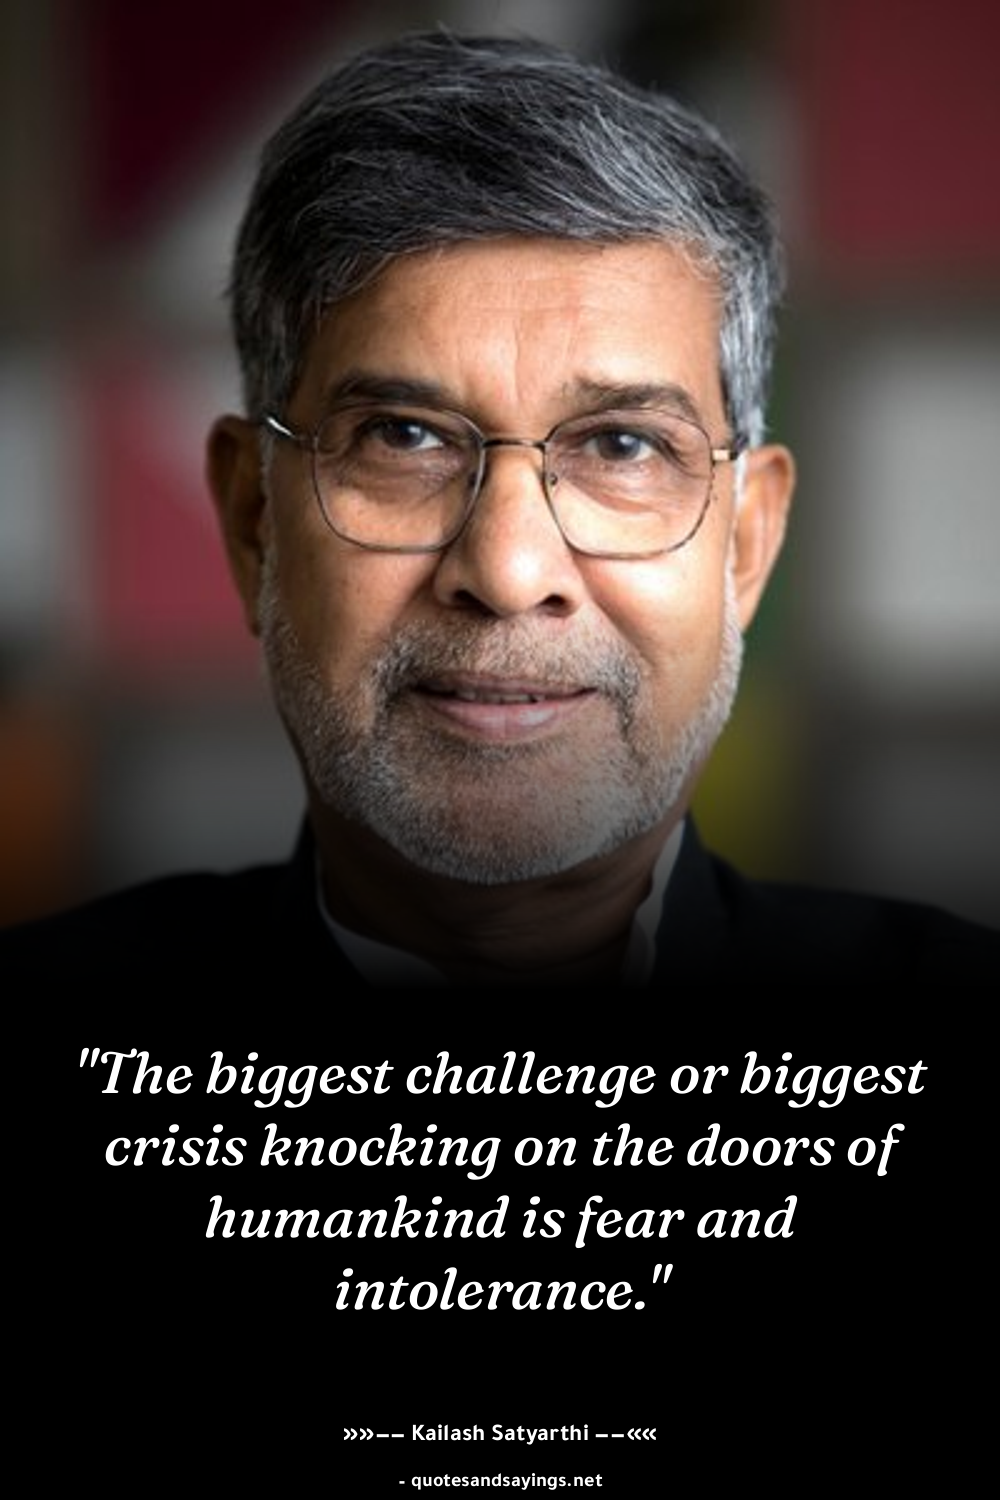 "The biggest challenge or biggest
crisis knocking on the doors of
humankind is fear and
intolerance."
»»−− Kailash Satyarthi −−««
- quotesandsayings.net